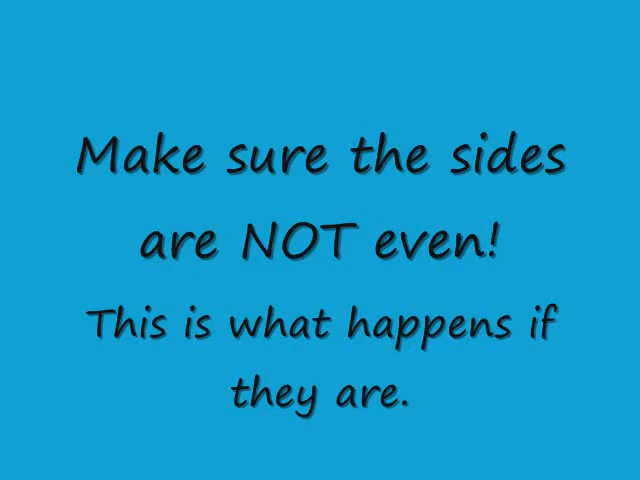 Make sure the sides
are NOT even!
This is what happens if
they are.